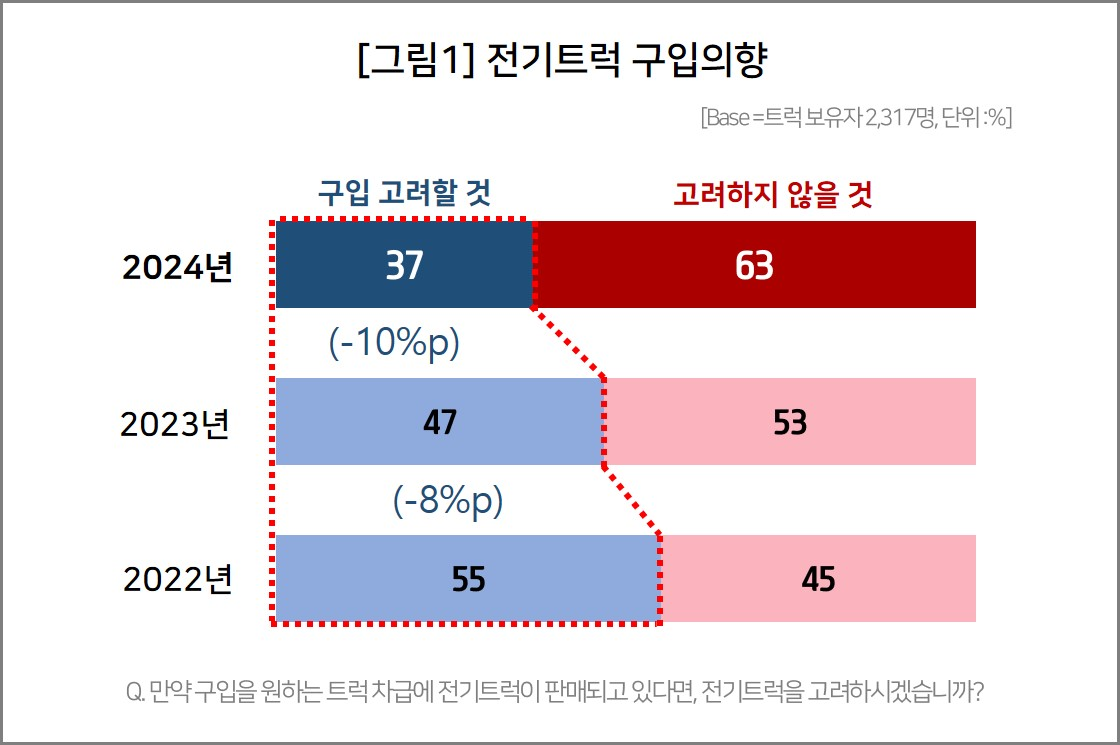 [그림1] 전기트럭 구입의향
[Base =트럭 보유자 2,317명, 단위 :%]
구입 고려할 것 고려하지 않을 것
2024년 37 63
(-10%p)
2023년 47 53
(-8%p)
2022년 55 45
Q. 만약 구입을 원하는 트럭 차급에 전기트럭이 판매되고 있다면, 전기트럭을 고려하시겠습니까?